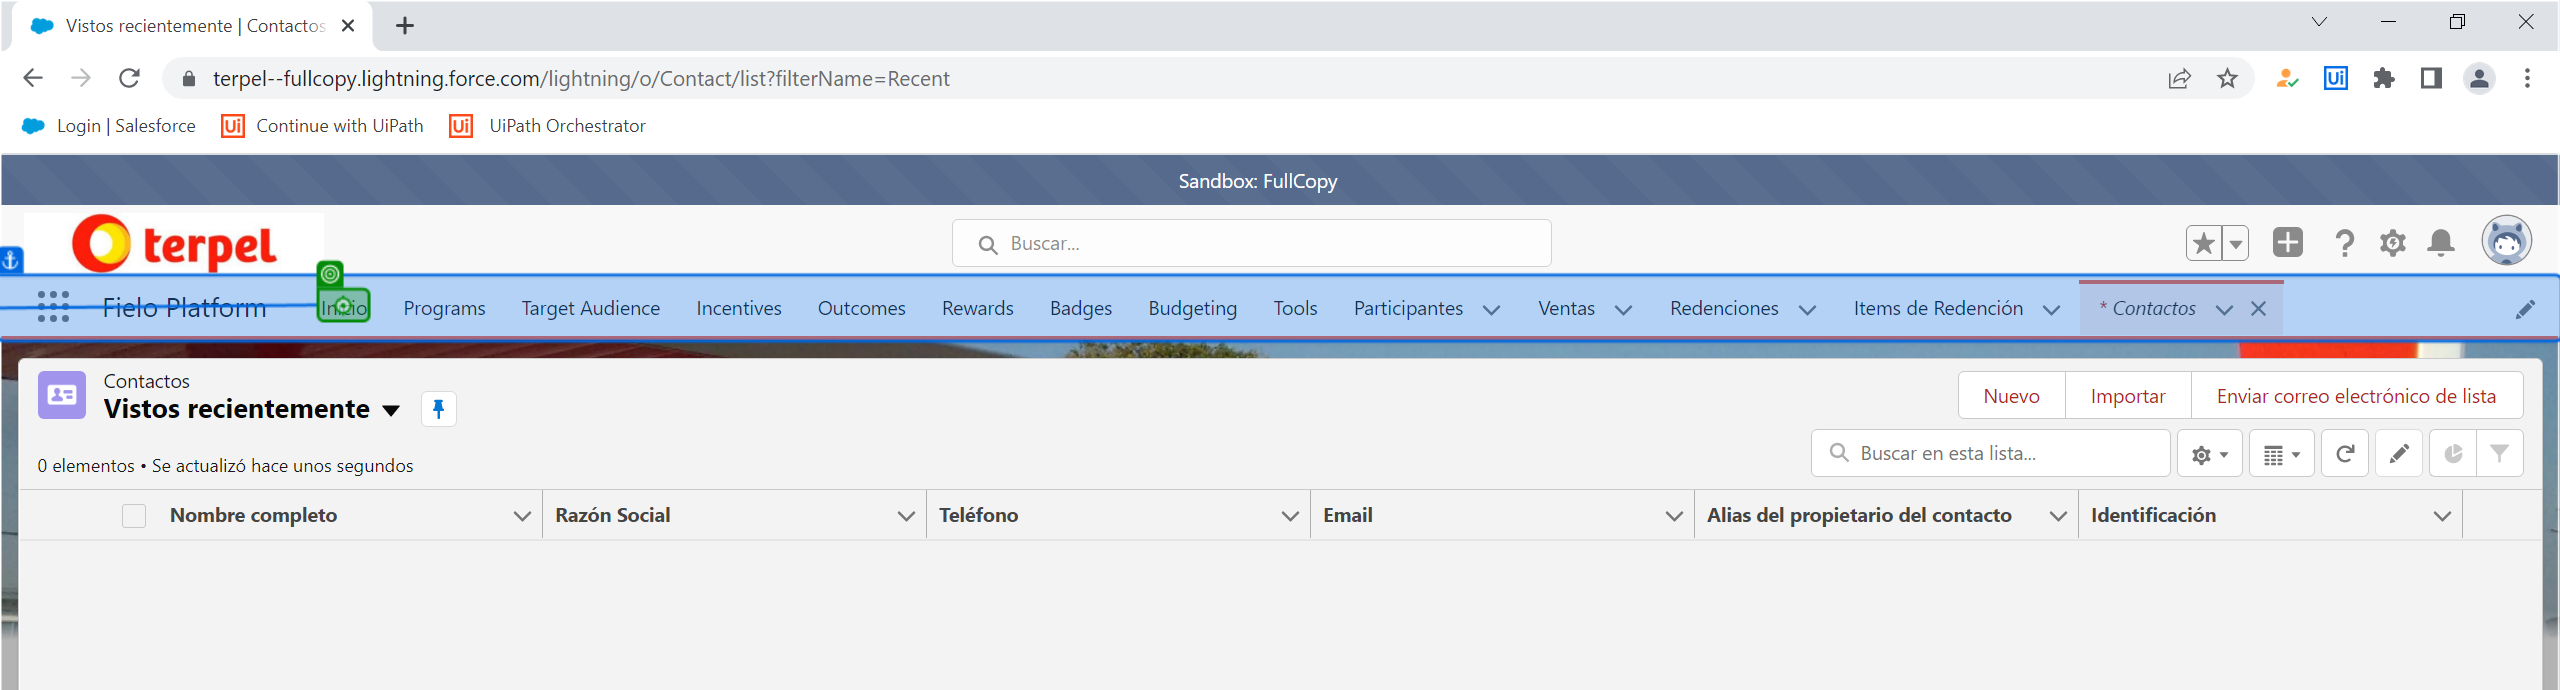 Vistos recientemente | Contactos
terpel--fullcopy.lightning.force.com/lightning/o/Contact/list?filterName=Recent
Ui
Login | Salesforce
Ui Continue with UiPath
Ui UiPath Orchestrator
Sandbox: FullCopy
terpel
Buscar...
Fielo Platform
Inicio
Programs
Target Audience
Incentives
Outcomes
Rewards
Badges
Budgeting
Tools
Participantes
Ventas
Redenciones
Items de Redención
* Contactos
Contactos
Vistos recientemente
Nuevo
Importar
Enviar correo electrónico de lista
0 elementos • Se actualizó hace unos segundos
Buscar en esta lista...
Nombre completo
Razón Social
Teléfono
Email
Alias del propietario del contacto
Identificación